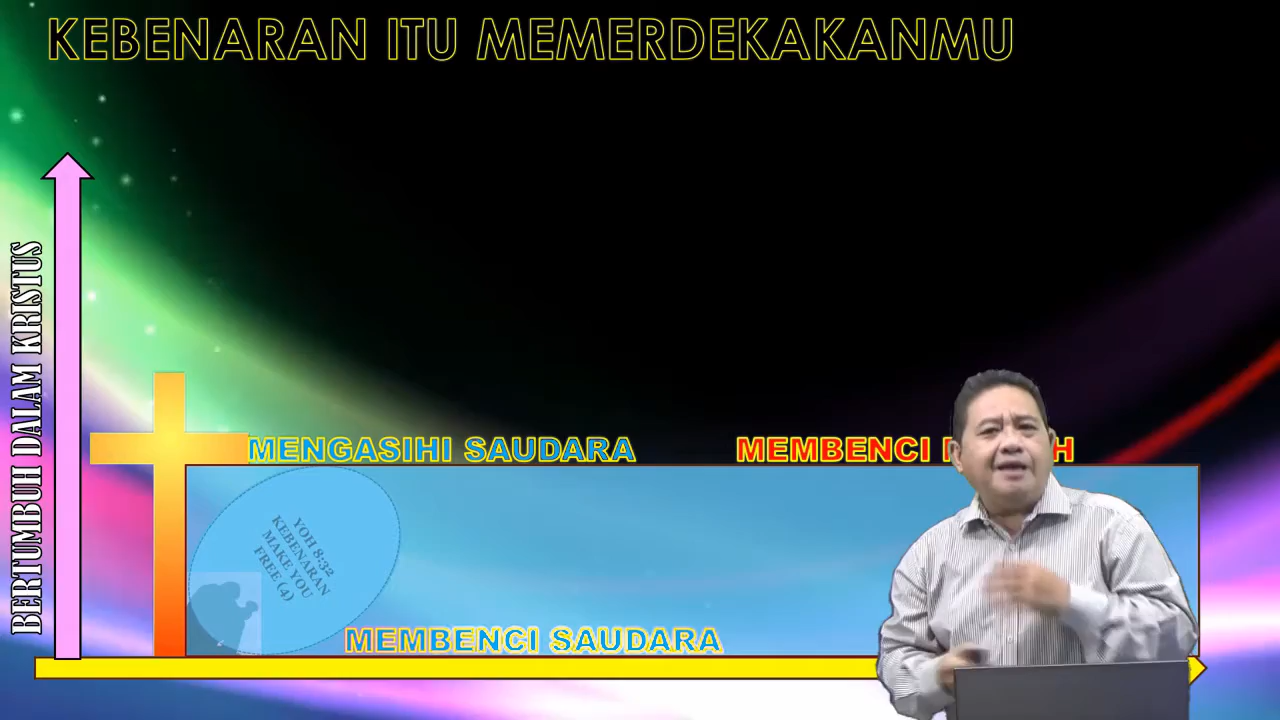 KEBENARAN ITU MEMERDEKAKANMU
BERTUMBUH DALAM KRISTUS
MENGASIHI SAUDARA
MEMBENCI
YOH 8:32
KEBENARAN
MAKE YOU
FREE (4)
MEMBENCI SAUDARA